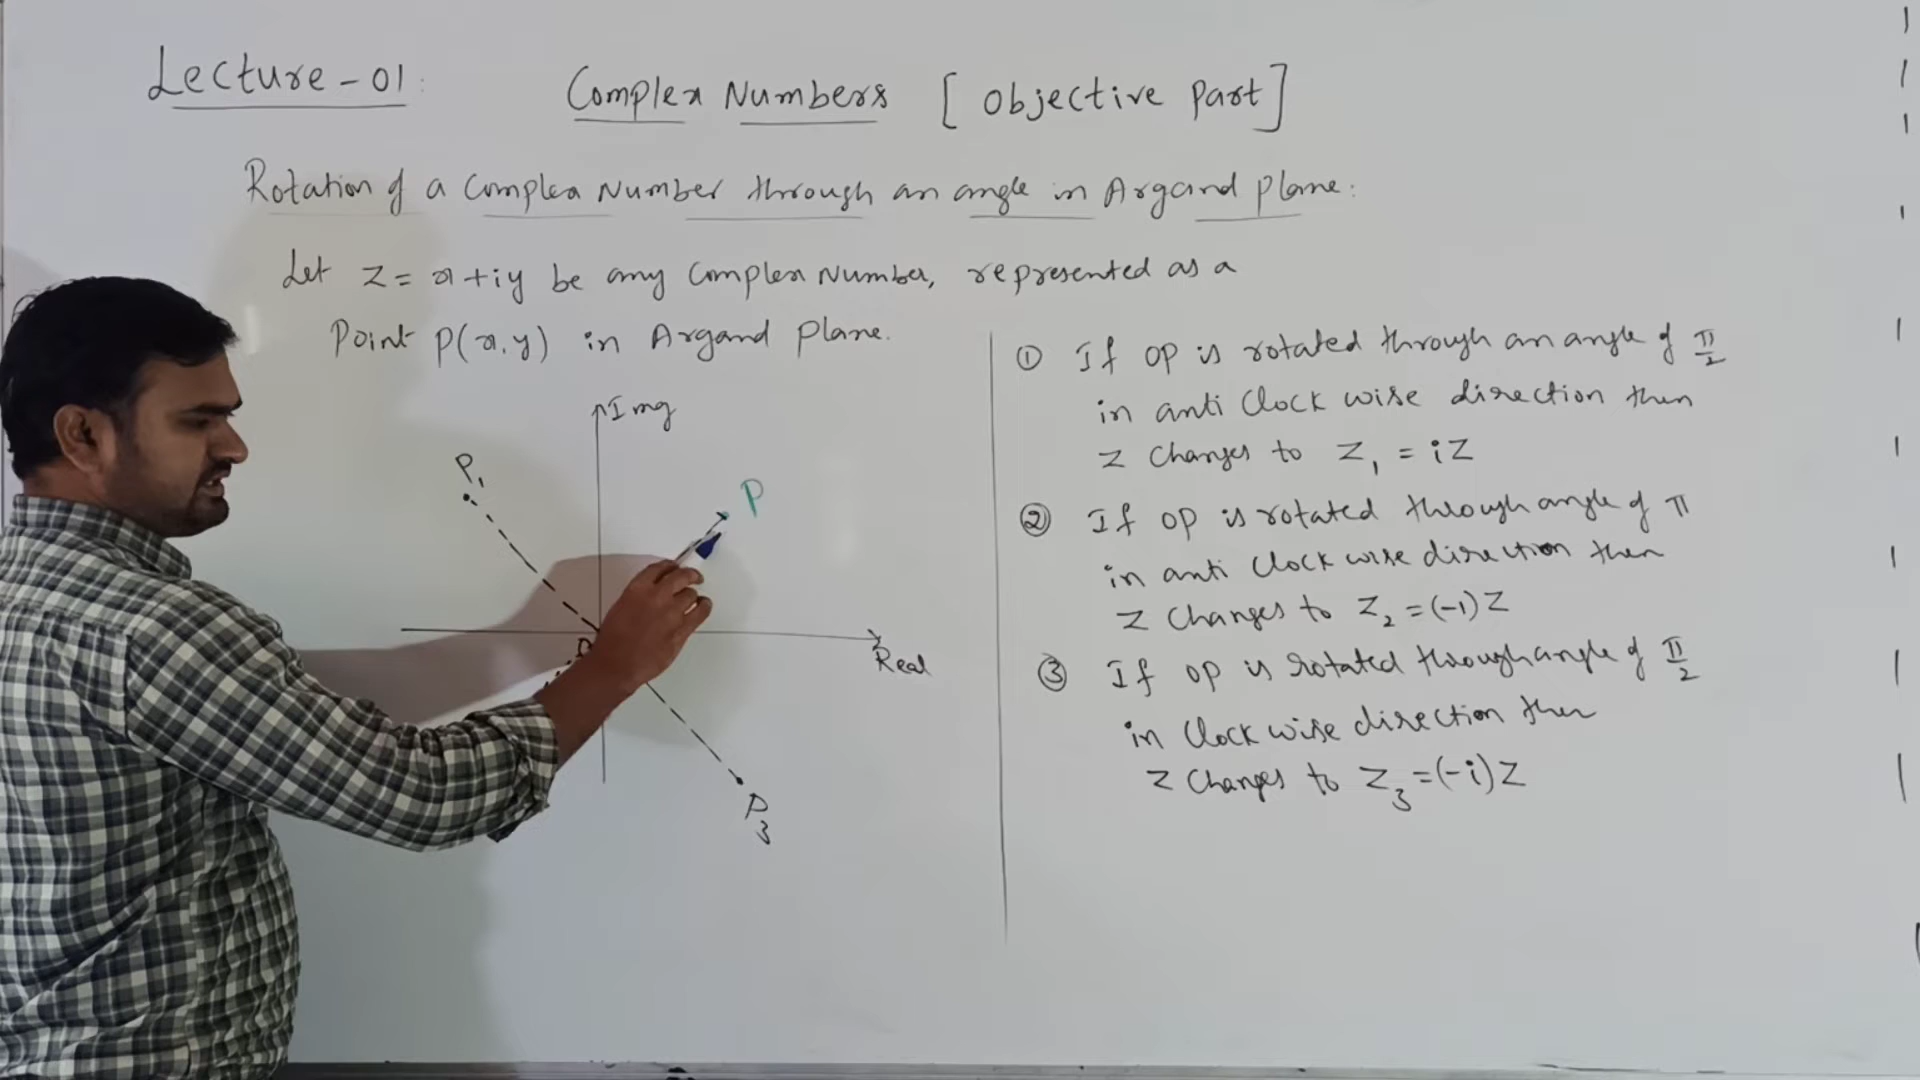 Lecture-01:
Complex Numbers [Objective Part]
Rotation of a Complex Number through an angle in Argand plane:
Let z = x+iy be any Complex Number, represented as a
Point P(x,y) in Argand plane.
Img
P₁
P
O
Real
P₃
① If OP is rotated through an angle of π/2
in anti Clock wise direction then
Z Changes to Z₁ = iZ
② If OP is rotated through angle of π
in anti Clock wise direction then
Z Changes to Z₂ = (-1)Z
③ If OP is rotated through angle of π/2
in Clock wise direction then
Z Changes to Z₃ = (-i)Z